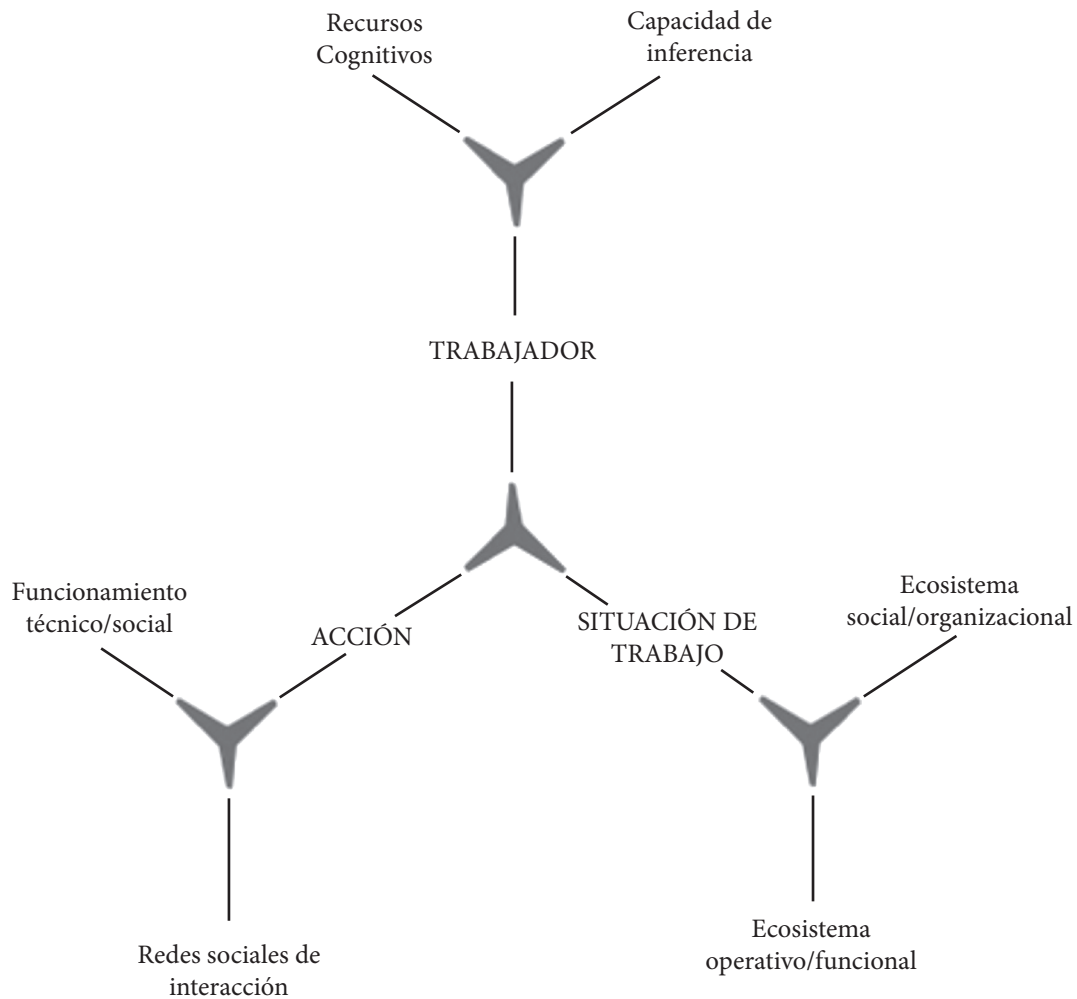 Recursos
Cognitivos
Capacidad de
inferencia
TRABAJADOR
Funcionamiento
técnico/social
ACCIÓN
SITUACIÓN DE
TRABAJO
Ecosistema
social/organizacional
Redes sociales de
interacción
Ecosistema
operativo/funcional